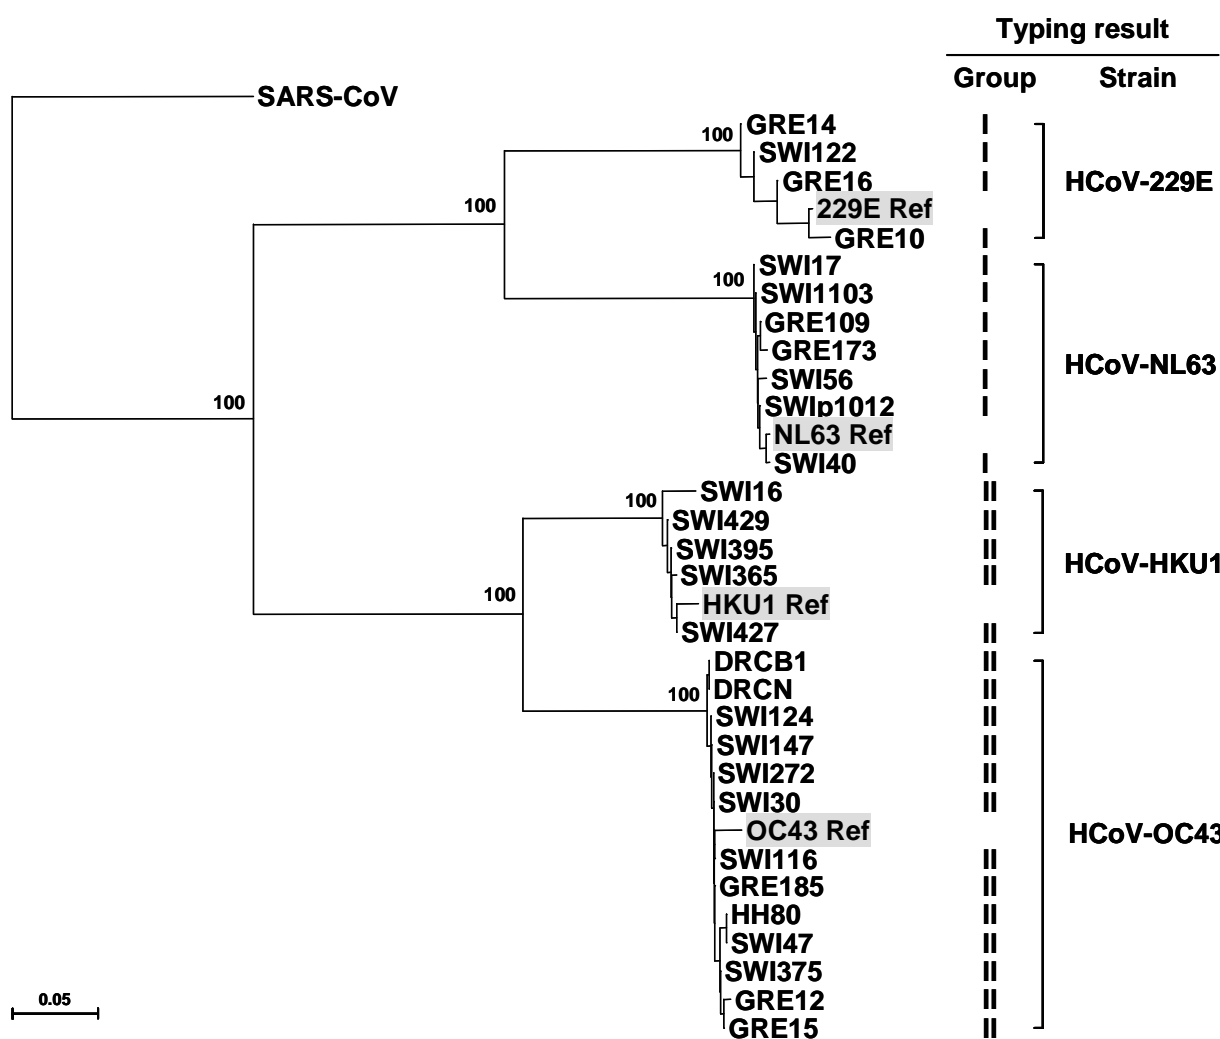 Typing result
Group Strain
SARS-CoV
100 GRE14 I
SWI122 I
GRE16 I HCoV-229E
100 229E Ref
GRE10 I
SWI17 I
100 SWI1103 I
GRE109 I
GRE173 I HCoV-NL63
SWI56 I
100 SWIp1012 I
NL63 Ref
SWI40 I
SWI16 II
100 SWI429 II
SWI395 II HCoV-HKU1
SWI365 II
100 HKU1 Ref
SWI427 II
DRCB1 II
100 DRCN II
SWI124 II
SWI147 II
SWI272 II
SWI30 II
OC43 Ref HCoV-OC43
SWI116 II
GRE185 II
HH80 II
SWI47 II
SWI375 II
0.05 GRE12 II
GRE15 II